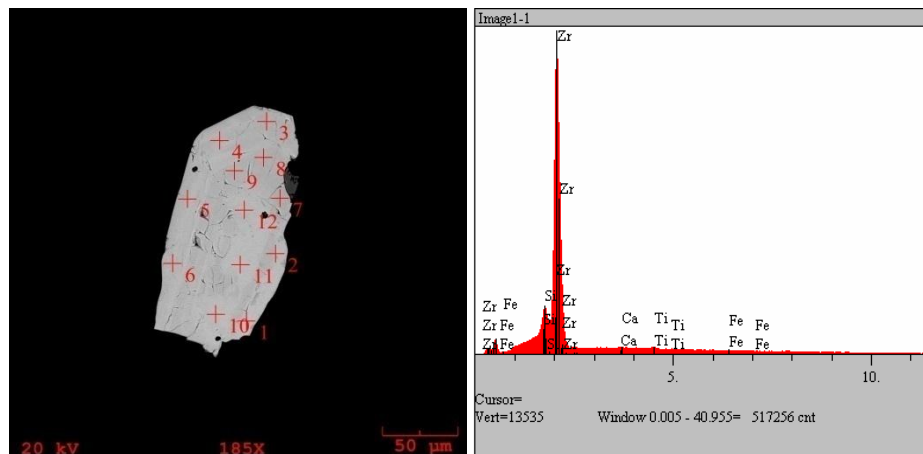 3
4
8
9
5
7
12
2
6
11
10
1
20 kV 185X 50 µm
Image1-1
Zr
Zr
Zr
Si
Zr Fe Zr Ca Ti Fe Fe
Zr Fe Si Zr Ti
Zr Fe Si Zr Ca Ti Ti Fe Fe
5. 10.
Cursor=
Vert=13535 Window 0.005 - 40.955= 517256 cnt